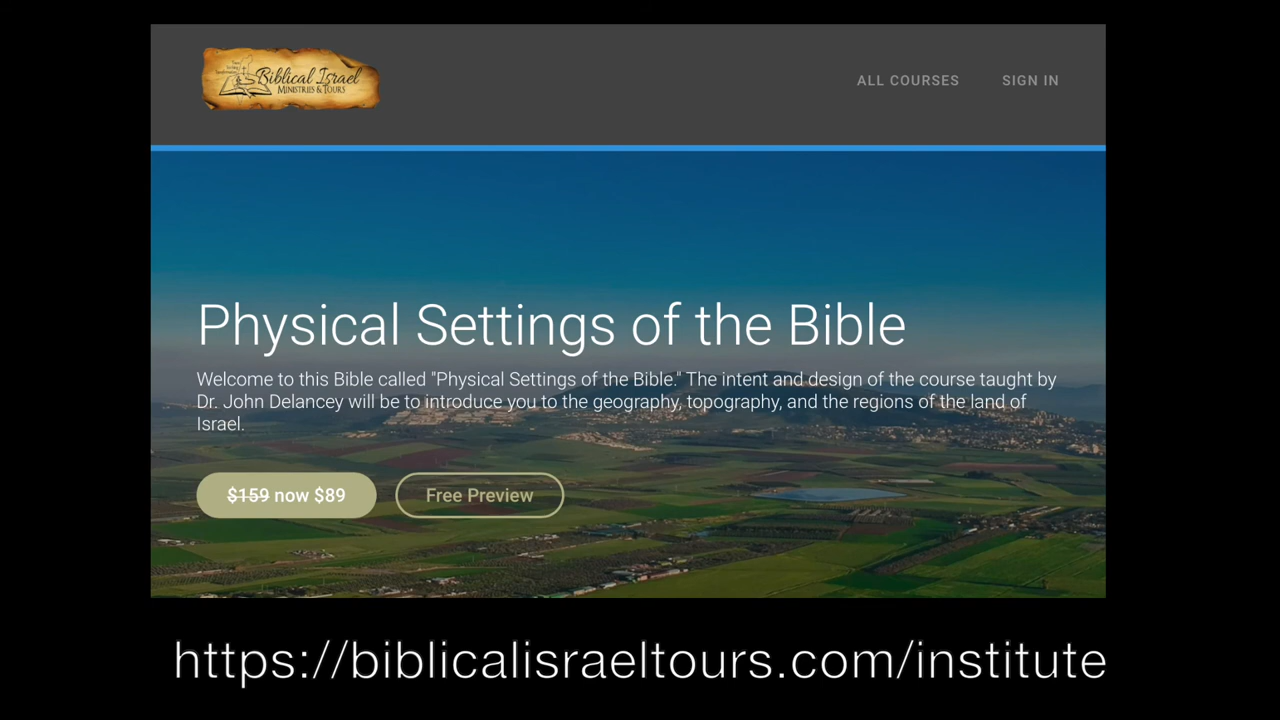 Biblical Israel
MINISTRIES & TOURS
ALL COURSES
SIGN IN
Physical Settings of the Bible
Welcome to this Bible called "Physical Settings of the Bible." The intent and design of the course taught by
Dr. John Delancey will be to introduce you to the geography, topography, and the regions of the land of
Israel.
$159 now $89
Free Preview
https://biblicalisraeltours.com/institute